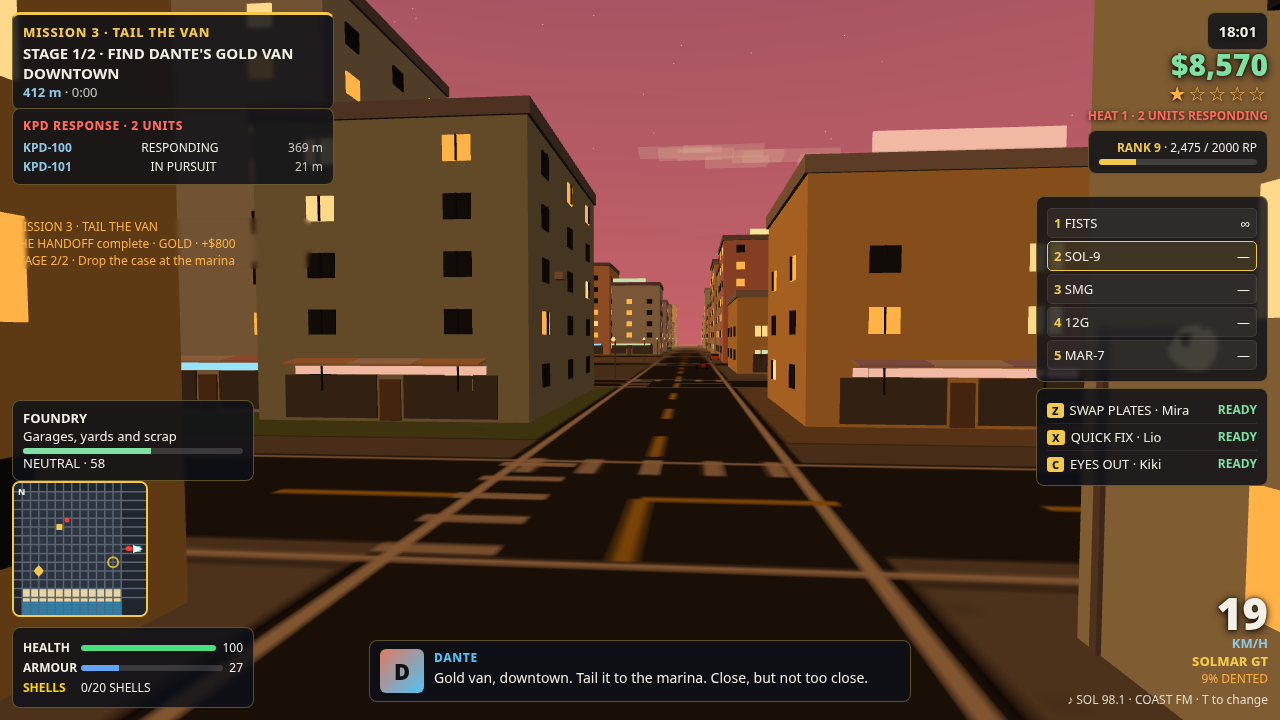 MISSION 3 · TAIL THE VAN
STAGE 1/2 · FIND DANTE'S GOLD VAN
DOWNTOWN
412 m · 0:00
KPD RESPONSE · 2 UNITS
KPD-100 RESPONDING 369 m
KPD-101 IN PURSUIT 21 m
ISSION 3 · TAIL THE VAN
HE HANDOFF complete · GOLD · +$800
AGE 2/2 · Drop the case at the marina
FOUNDRY
Garages, yards and scrap
NEUTRAL · 58
N
HEALTH 100
ARMOUR 27
SHELLS 0/20 SHELLS
D
DANTE
Gold van, downtown. Tail it to the marina. Close, but not too close.
18:01
$8,570
★☆☆☆☆
HEAT 1 · 2 UNITS RESPONDING
RANK 9 · 2,475 / 2000 RP
1 FISTS ∞
2 SOL-9 —
3 SMG —
4 12G —
5 MAR-7 —
Z SWAP PLATES · Mira READY
X QUICK FIX · Lio READY
C EYES OUT · Kiki READY
19
KM/H
SOLMAR GT
9% DENTED
♪ SOL 98.1 · COAST FM · T to change